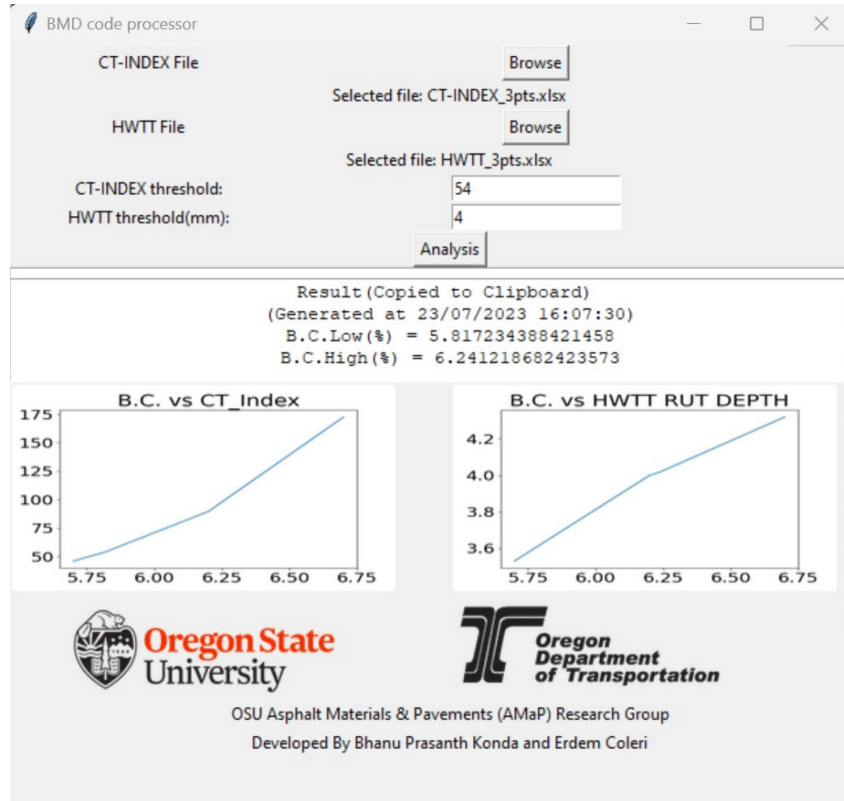 BMD code processor
CT-INDEX File
Browse
Selected file: CT-INDEX_3pts.xlsx
HWTT File
Browse
Selected file: HWTT_3pts.xlsx
CT-INDEX threshold:
54
HWTT threshold(mm):
4
Analysis
Result(Copied to Clipboard)
(Generated at 23/07/2023 16:07:30)
B.C.Low(%) = 5.817234388421458
B.C.High(%) = 6.241218682423573
B.C. vs CT_Index
175
150
125
100
75
50
5.75 6.00 6.25 6.50 6.75
B.C. vs HWTT RUT DEPTH
4.2
4.0
3.8
3.6
5.75 6.00 6.25 6.50 6.75
Oregon State
University
Oregon
Department
of Transportation
OSU Asphalt Materials & Pavements (AMaP) Research Group
Developed By Bhanu Prasanth Konda and Erdem Coleri